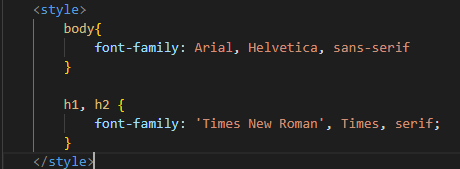 <style>
body{
font-family: Arial, Helvetica, sans-serif
}
h1, h2 {
font-family: 'Times New Roman', Times, serif;
}
</style>